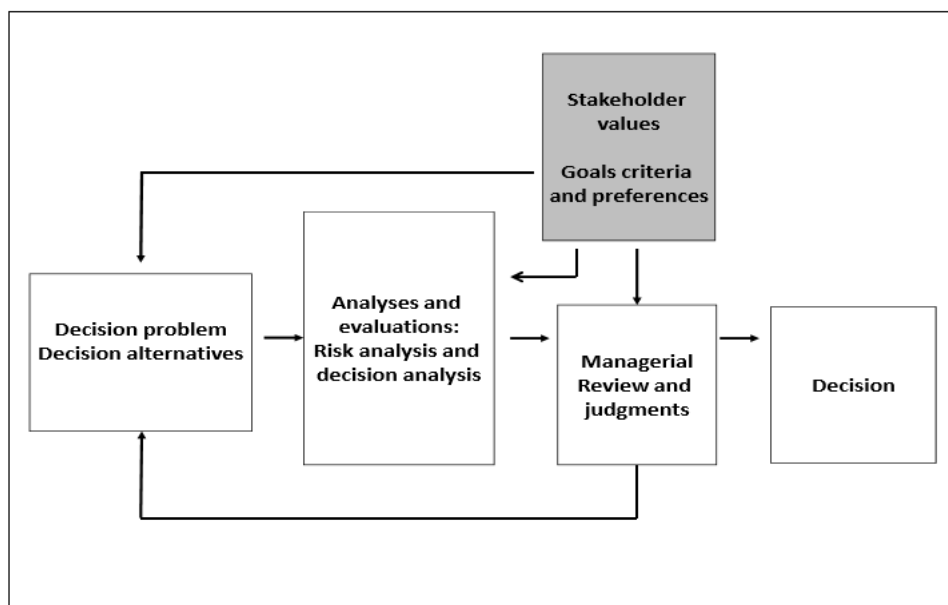 Stakeholder
values
Goals criteria
and preferences
Decision problem
Decision alternatives
Analyses and
evaluations:
Risk analysis and
decision analysis
Managerial
Review and
judgments
Decision